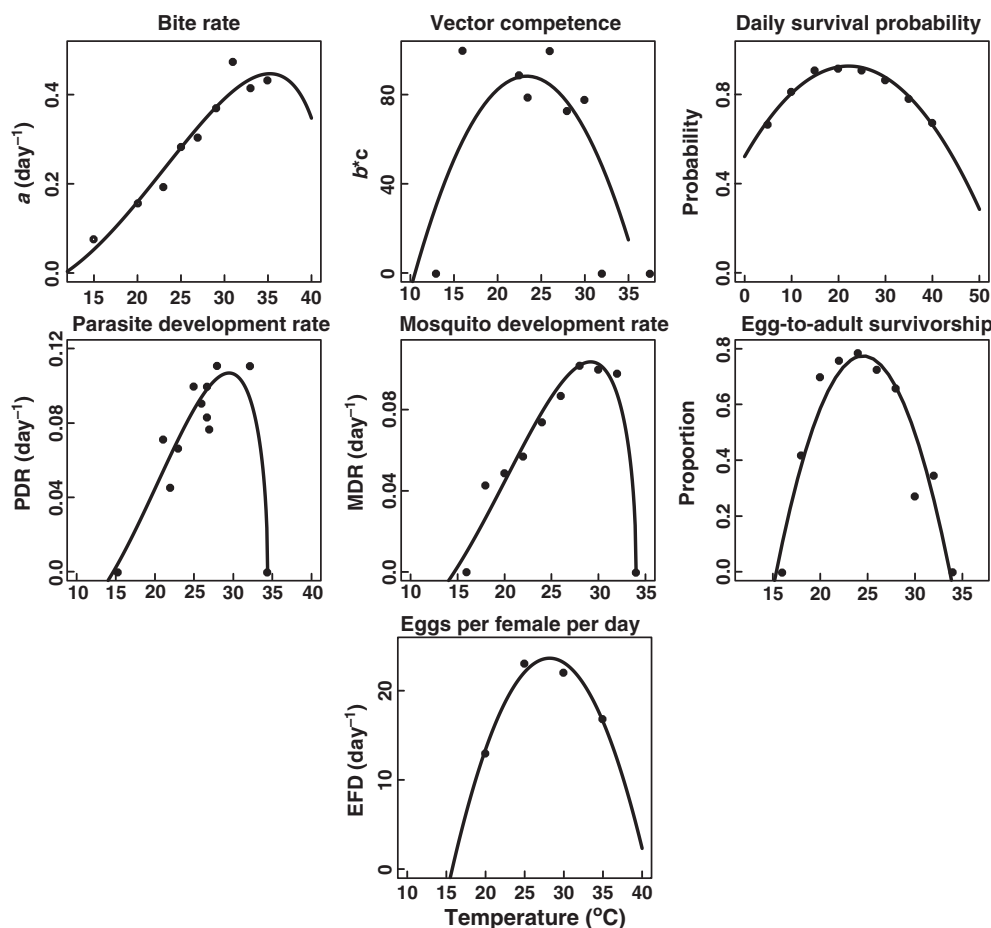 Bite rate
a (day⁻¹)
0.0 0.2 0.4
15 20 25 30 35 40
Vector competence
b*c
0 40 80
10 15 20 25 30 35
Daily survival probability
Probability
0.0 0.4 0.8
0 10 20 30 40 50
Parasite development rate
PDR (day⁻¹)
0.0 0.04 0.08 0.12
10 15 20 25 30 35 40
Mosquito development rate
MDR (day⁻¹)
0.0 0.04 0.08
10 15 20 25 30 35
Egg-to-adult survivorship
Proportion
0.0 0.2 0.4 0.6 0.8
15 20 25 30 35
Eggs per female per day
EFD (day⁻¹)
0 10 20
10 15 20 25 30 35 40
Temperature (°C)